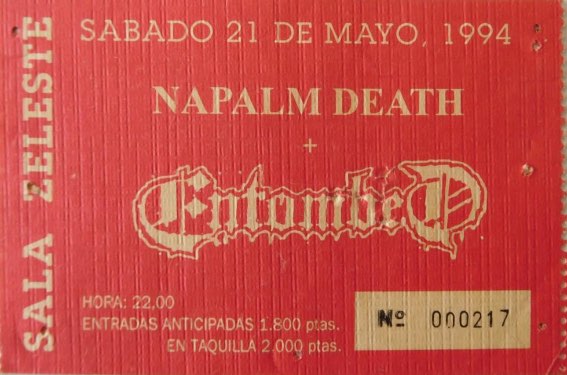 SALA ZELESTE
SABADO 21 DE MAYO, 1994
NAPALM DEATH
+
Entombed
HORA: 22.00
ENTRADAS ANTICIPADAS 1.800 ptas.
EN TAQUILLA 2.000 ptas.
Nº 000217